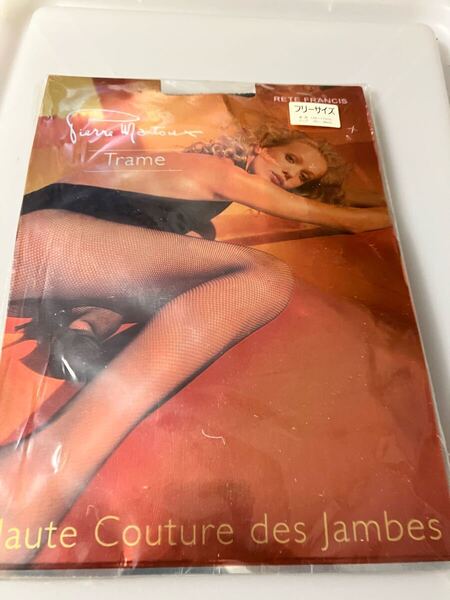 RETE FRANCIS
フリーサイズ
Pierre Mantoux
Trame
Haute Couture des Jambes